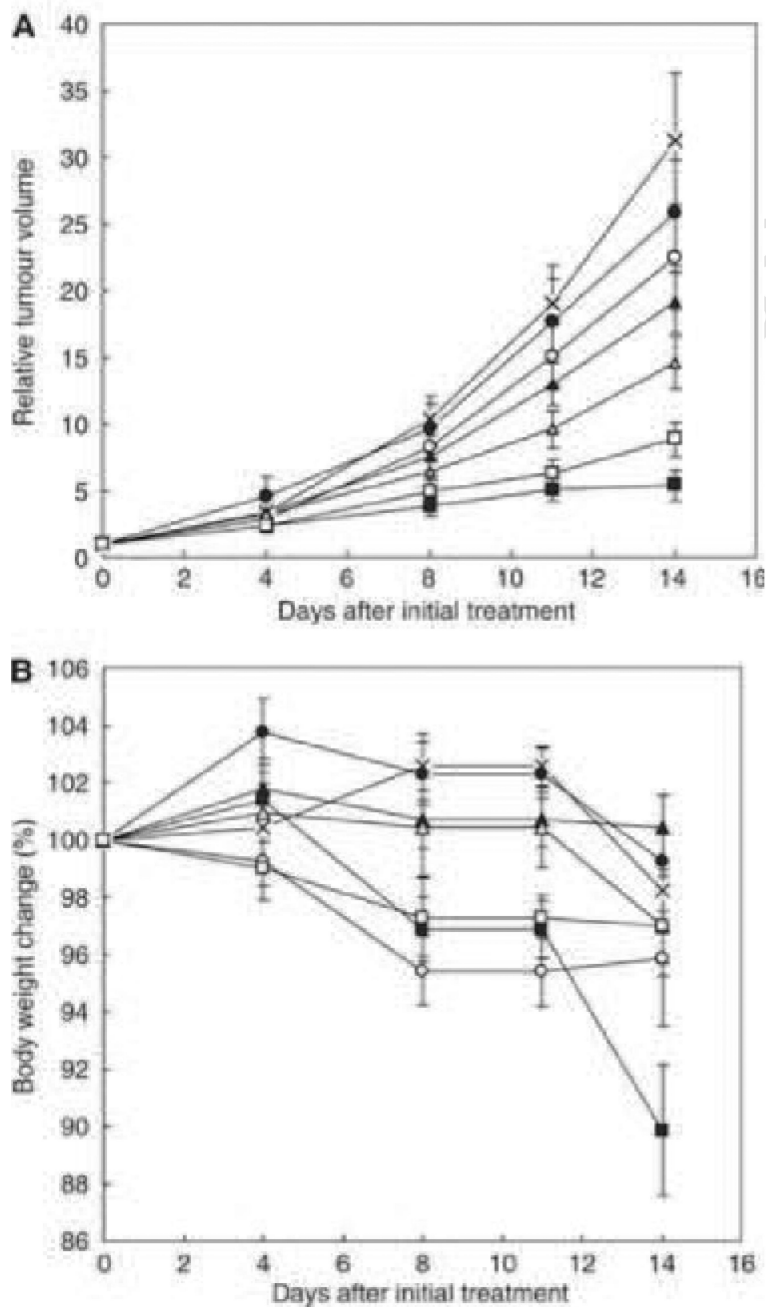 A
40
35
30
25
20
15
10
5
0
Relative tumour volume
0 2 4 6 8 10 12 14 16
Days after initial treatment
B
106
104
102
100
98
96
94
92
90
88
86
Body weight change (%)
0 2 4 6 8 10 12 14 16
Days after initial treatment